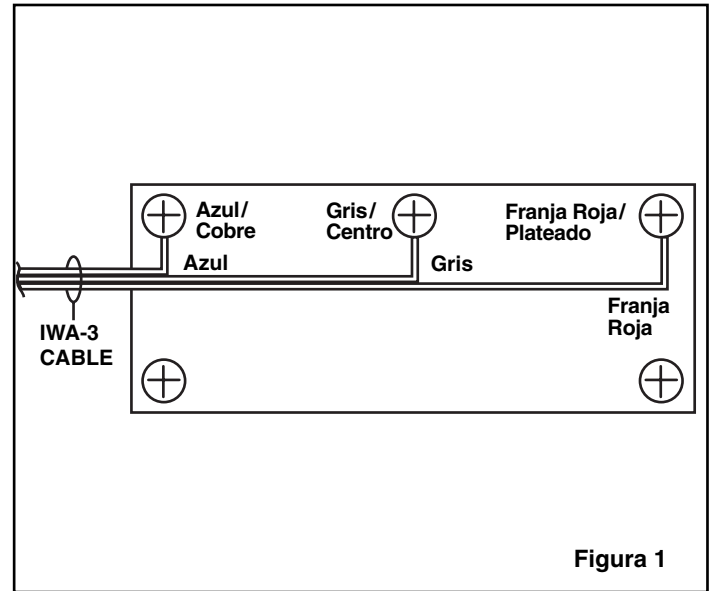 Azul/
Cobre
Gris/
Centro
Franja Roja/
Plateado
Azul
Gris
Franja
Roja
IWA-3
CABLE
Figura 1